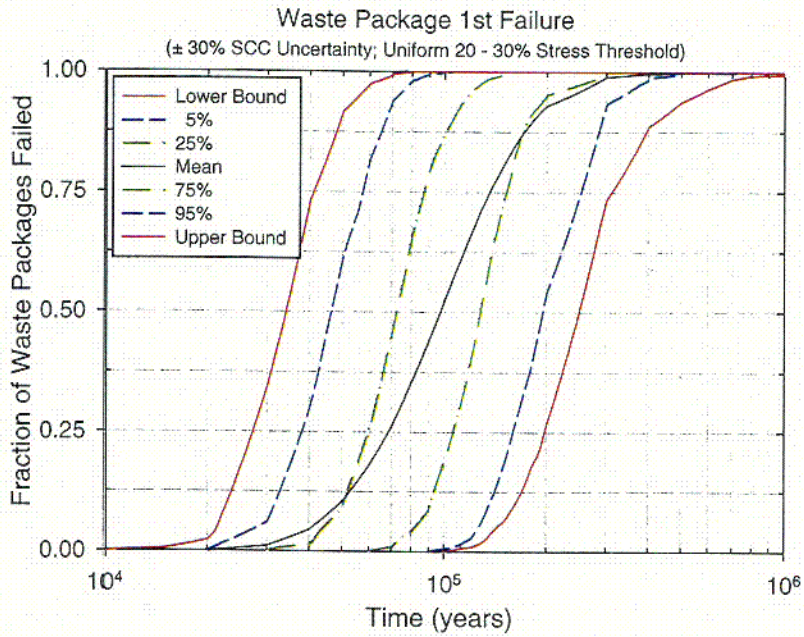 Waste Package 1st Failure
(± 30% SCC Uncertainty; Uniform 20 - 30% Stress Threshold)
Fraction of Waste Packages Failed
1.00
0.75
0.50
0.25
0.00
Lower Bound
5%
25%
Mean
75%
95%
Upper Bound
10⁴
10⁵
10⁶
Time (years)